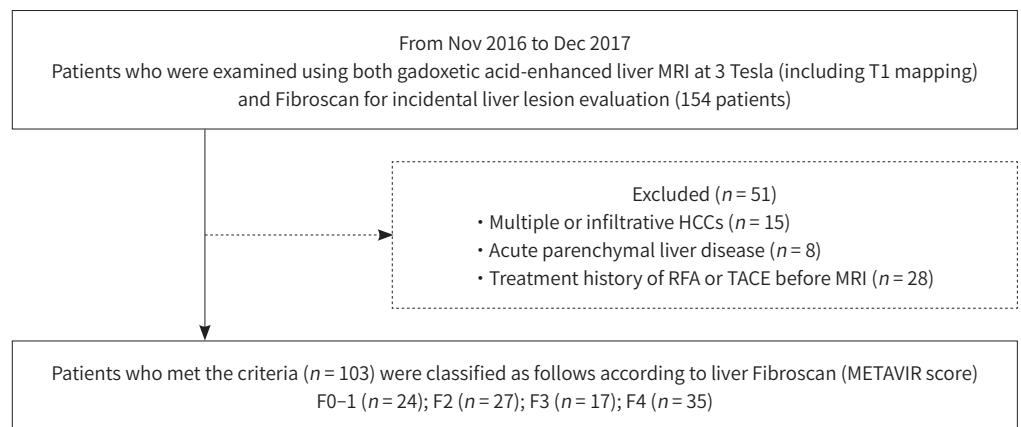 From Nov 2016 to Dec 2017
Patients who were examined using both gadoxetic acid-enhanced liver MRI at 3 Tesla (including T1 mapping)
and Fibroscan for incidental liver lesion evaluation (154 patients)
Excluded (n = 51)
• Multiple or infiltrative HCCs (n = 15)
• Acute parenchymal liver disease (n = 8)
• Treatment history of RFA or TACE before MRI (n = 28)
Patients who met the criteria (n = 103) were classified as follows according to liver Fibroscan (METAVIR score)
F0–1 (n = 24); F2 (n = 27); F3 (n = 17); F4 (n = 35)